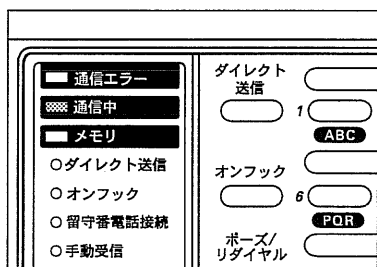 通信エラー
通信中
メモリ
ダイレクト送信
オンフック
留守番電話接続
手動受信
ダイレクト
送信
1
ABC
オンフック
6
PQR
ポーズ/
リダイヤル